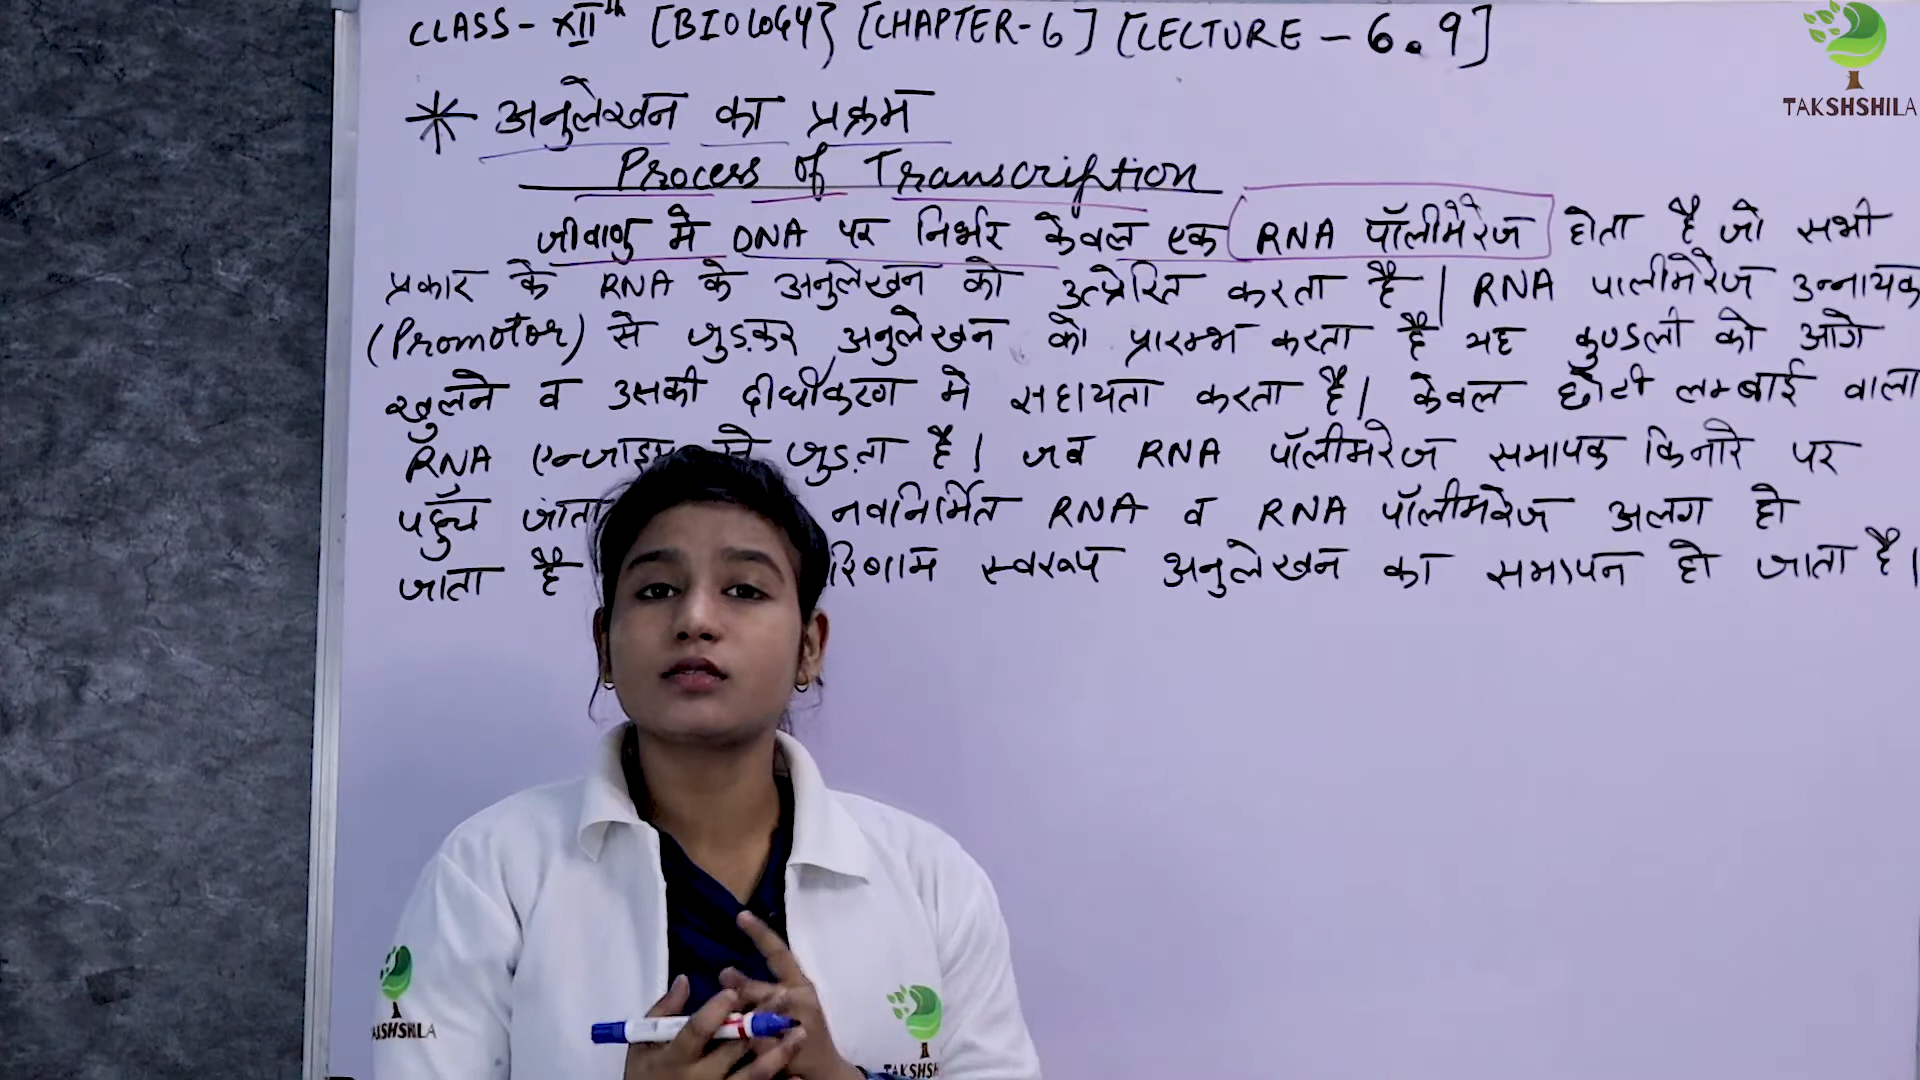 CLASS - XIIth [BIOLOGY} [CHAPTER-6] [LECTURE - 6.9]
TAKSHSHILA
* अनुलेखन का प्रक्रम
Process of Transcription
जीवाणु मे DNA पर निर्भर केवल एक RNA पॉलीमेरेज होता है जो सभी
प्रकार के RNA के अनुलेखन को उत्प्रेरित करता है| RNA पालीमेरेज उन्नायक
(Promotor) से जुड़कर अनुलेखन को प्रारम्भ करता है यह कुण्डली को आगे
खुलने व उसकी दीर्घीकरण मे सहायता करता है| केवल छोटी लम्बाई वाला
RNA जुड़ता है| जब RNA पॉलीमरेज समापक किनारे पर
पहुँच नवनिर्मित RNA व RNA पॉलीमरेज अलग हो
जाता है स्वरूप अनुलेखन का समापन हो जाता है|
TAKSHSHILA